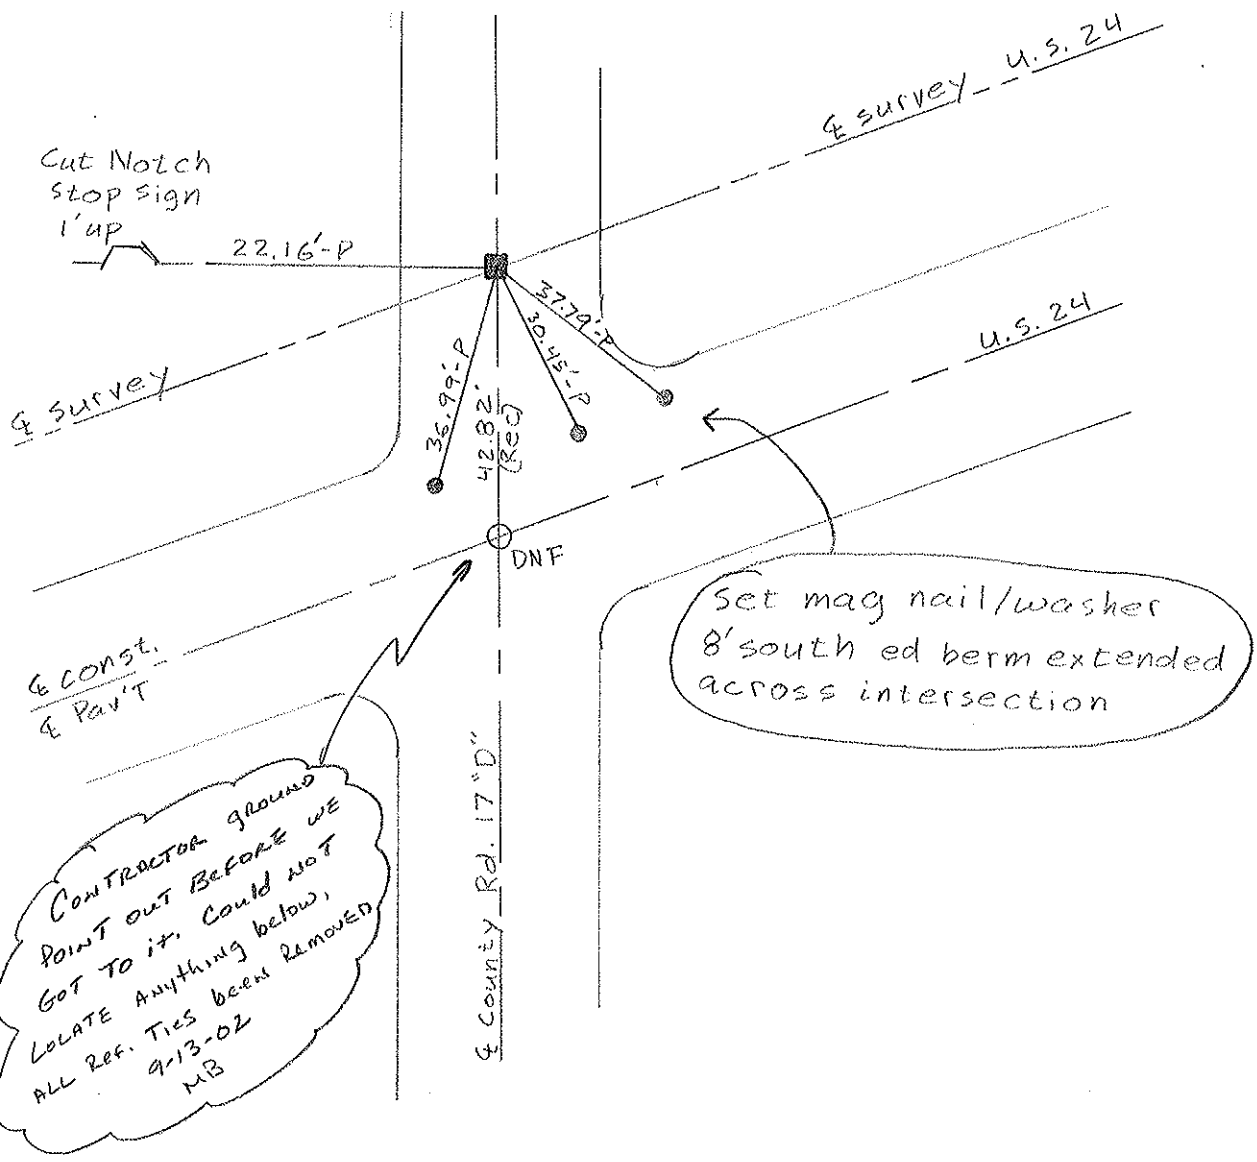 U.S. 24
℄ survey
Cut Notch
stop sign
1'up
22.16'-P
37.79'-P
30.45'-P
36.99'-P
42.82'
(Rec)
U.S. 24
℄ survey
DNF
Set mag nail/washer
8' south ed berm extended
across intersection
℄ const.
℄ Pav'T
℄ County Rd. 17 "D"
CONTRACTOR GROUND
POINT OUT BEFORE WE
GOT TO it. Could NOT
LOCATE ANYthing below,
ALL Ref. Ties been Removed
9-13-02
MB